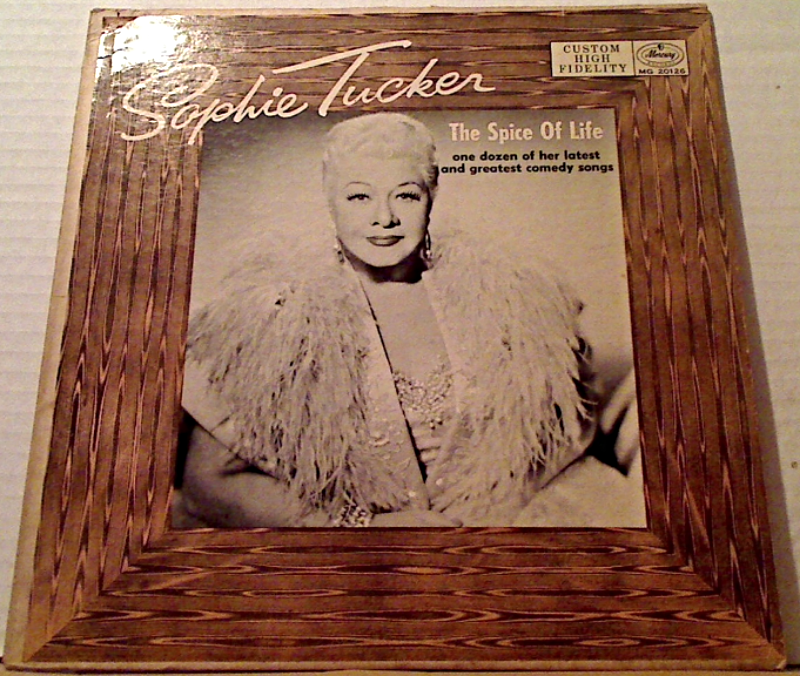 Sophie Tucker
CUSTOM
HIGH
FIDELITY
Mercury
MG 20126
The Spice Of Life
one dozen of her latest
and greatest comedy songs